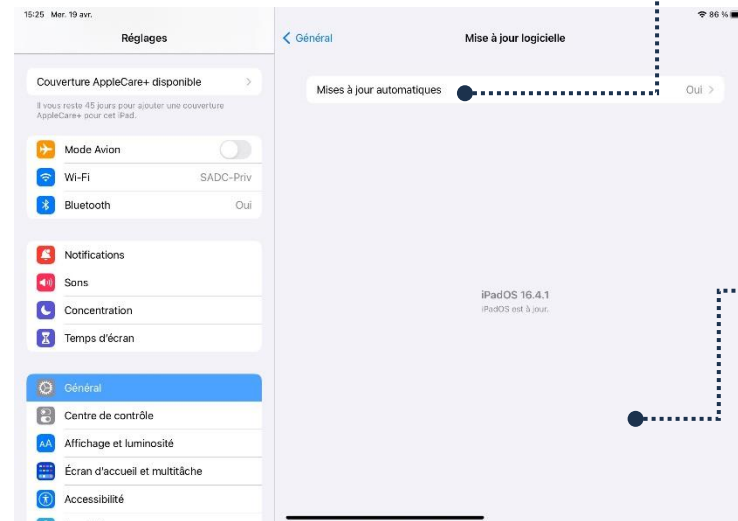 15:25 Mer. 19 avr.
86 %
Réglages
Général
Mise à jour logicielle
Couverture AppleCare+ disponible
Il vous reste 45 jours pour ajouter une couverture
AppleCare+ pour cet iPad.
Mises à jour automatiques
Oui
Mode Avion
Wi-Fi
SADC-Priv
Bluetooth
Oui
Notifications
Sons
Concentration
Temps d'écran
iPadOS 16.4.1
iPadOS est à jour.
Général
Centre de contrôle
AA
Affichage et luminosité
Écran d'accueil et multitâche
Accessibilité